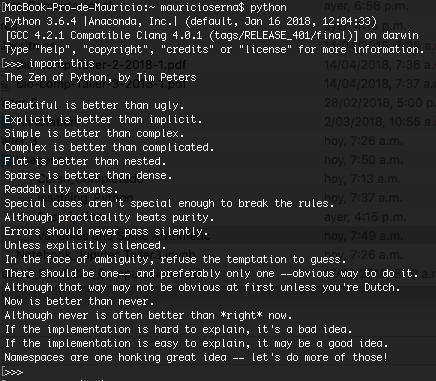 [MacBook-Pro-de-Mauricio:~ mauricioserna$ python
Python 3.6.4 |Anaconda, Inc.| (default, Jan 16 2018, 12:04:33)
[GCC 4.2.1 Compatible Clang 4.0.1 (tags/RELEASE_401/final)] on darwin
Type "help", "copyright", "credits" or "license" for more information.
[>>> import this
The Zen of Python, by Tim Peters
Beautiful is better than ugly.
Explicit is better than implicit.
Simple is better than complex.
Complex is better than complicated.
Flat is better than nested.
Sparse is better than dense.
Readability counts.
Special cases aren't special enough to break the rules.
Although practicality beats purity.
Errors should never pass silently.
Unless explicitly silenced.
In the face of ambiguity, refuse the temptation to guess.
There should be one-- and preferably only one --obvious way to do it.
Although that way may not be obvious at first unless you're Dutch.
Now is better than never.
Although never is often better than *right* now.
If the implementation is hard to explain, it's a bad idea.
If the implementation is easy to explain, it may be a good idea.
Namespaces are one honking great idea -- let's do more of those!
[>>>
14/04/2018, 7:36 a
14/04/2018, 7:37 a
28/02/2018, 5:00 p.
2/03/2018, 10:55 a
hoy, 7:26 a.m.
hoy, 7:50 a.m.
hoy, 7:13 a.m.
hoy, 7:37 a.m.
ayer, 4:15 p.m.
hoy, 7:49 a.m.